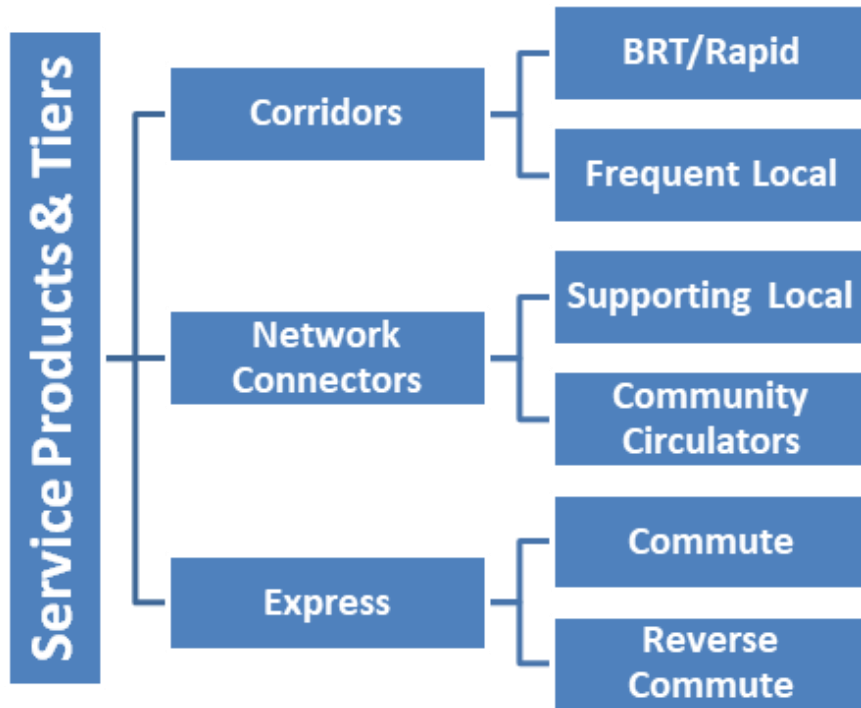 Service Products & Tiers
Corridors
BRT/Rapid
Frequent Local
Network
Connectors
Supporting Local
Community
Circulators
Express
Commute
Reverse
Commute